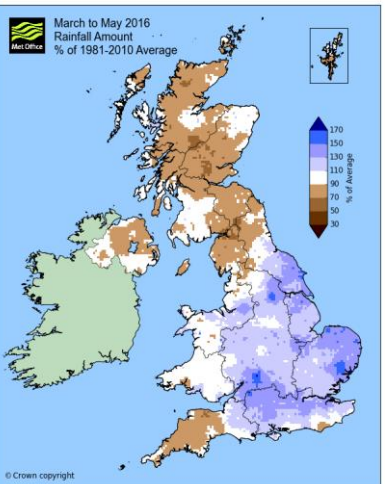 Met Office
March to May 2016
Rainfall Amount
% of 1981-2010 Average
170
150
130
110
90
70
50
30
% of Average
© Crown copyright